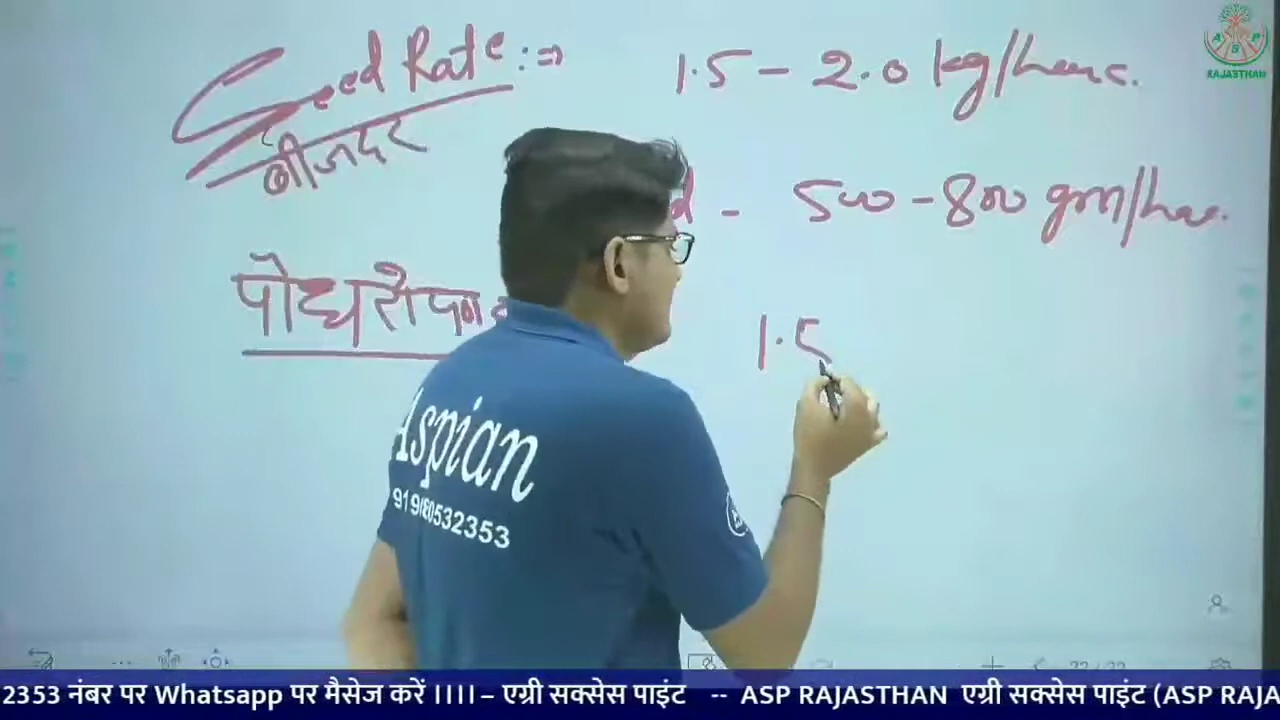 Seed Rate :⇒ 1.5 – 2.0 kg/hec.
बीजदर
d - 500 - 800 gm/hec.
पौधरोपण
1.5
Aspian
RAJASTHAN
2353 नंबर पर Whatsapp पर मैसेज करें ।।।। – एग्री सक्सेस पाइंट -- ASP RAJASTHAN एग्री सक्सेस पाइंट (ASP RAJA